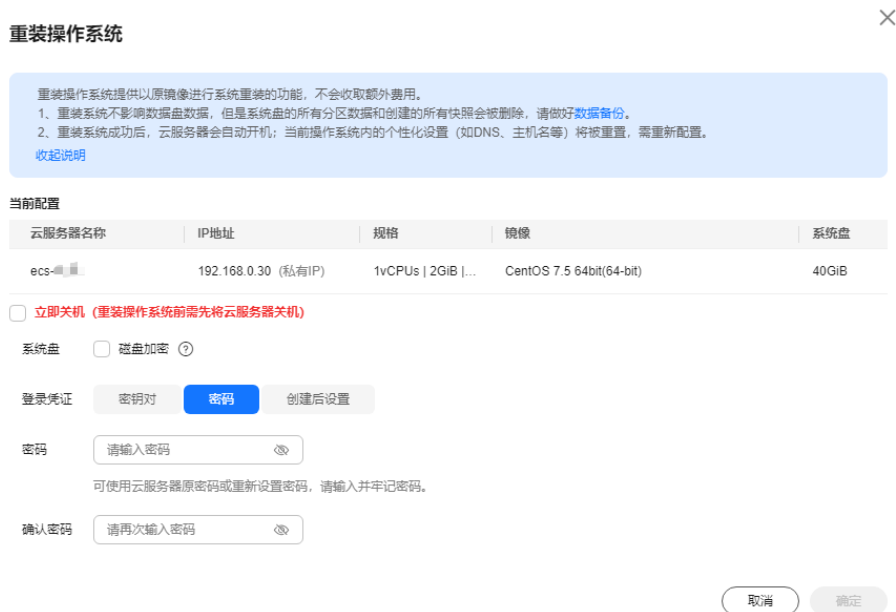 重装操作系统
重装操作系统提供以原镜像进行系统重装的功能，不会收取额外费用。
1、重装系统不影响数据盘数据，但是系统盘的所有分区数据和创建的所有快照会被删除，请做好数据备份。
2、重装系统成功后，云服务器会自动开机；当前操作系统内的个性化设置（如DNS、主机名等）将被重置，需重新配置。
收起说明
当前配置
云服务器名称 IP地址 规格 镜像 系统盘
ecs- 192.168.0.30 (私有IP) 1vCPUs | 2GiB |... CentOS 7.5 64bit(64-bit) 40GiB
立即关机（重装操作系统前需先将云服务器关机）
系统盘 磁盘加密 ?
登录凭证 密钥对 密码 创建后设置
密码 请输入密码
可使用云服务器原密码或重新设置密码，请输入并牢记密码。
确认密码 请再次输入密码
取消 确定